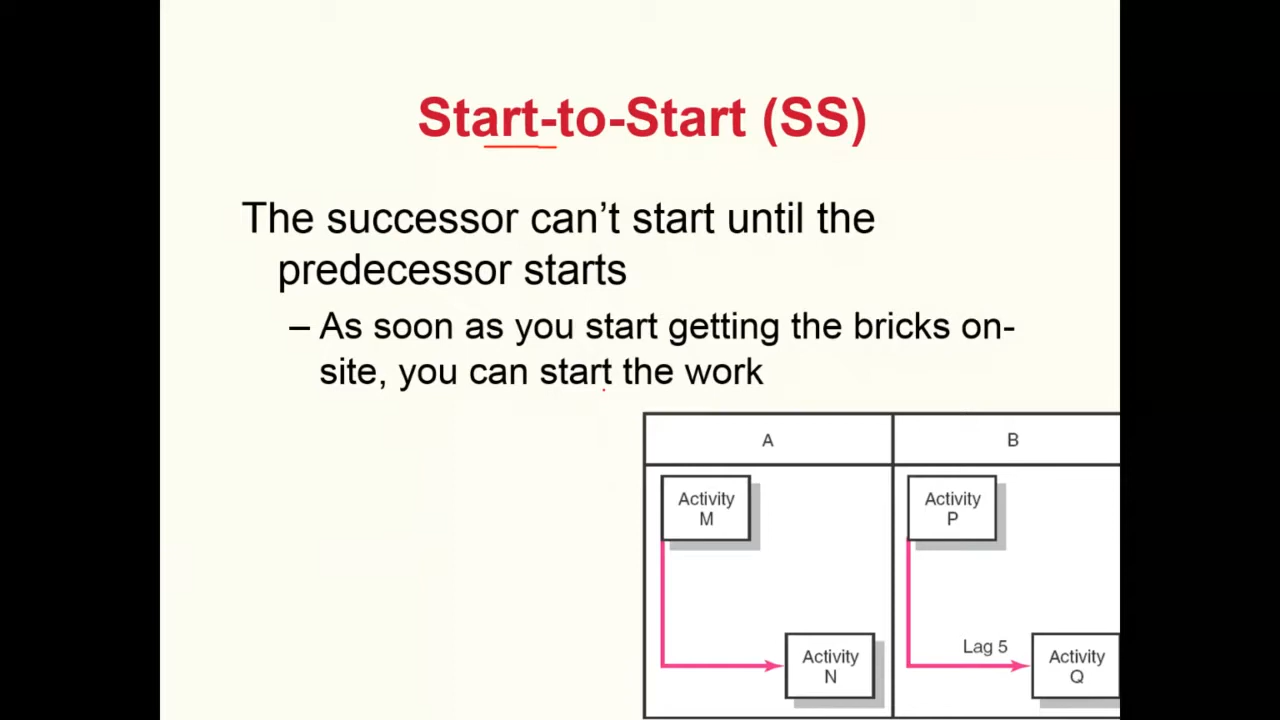 Start-to-Start (SS)
The successor can’t start until the
predecessor starts
– As soon as you start getting the bricks on-
site, you can start the work
A
B
Activity
M
Activity
P
Lag 5
Activity
N
Activity
Q